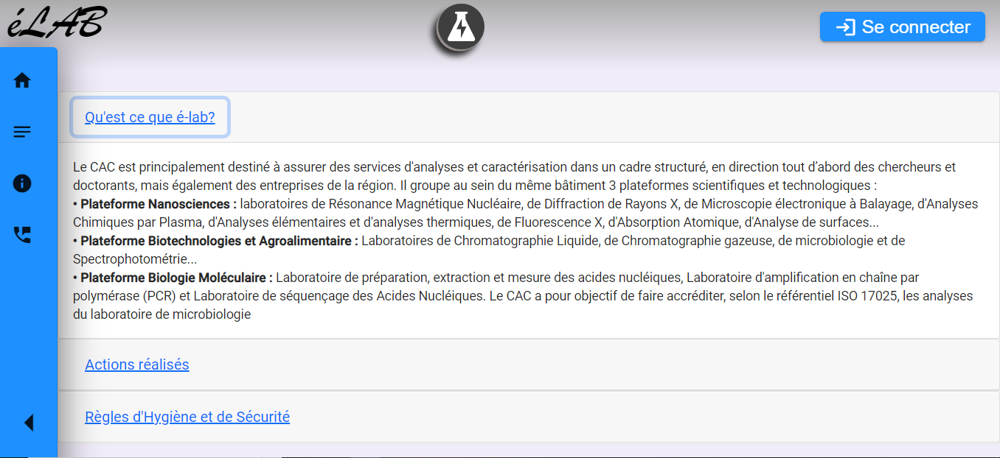 éLAB
Se connecter
Qu'est ce que é-lab?
Le CAC est principalement destiné à assurer des services d'analyses et caractérisation dans un cadre structuré, en direction tout d’abord des chercheurs et
doctorants, mais également des entreprises de la région. Il groupe au sein du même bâtiment 3 plateformes scientifiques et technologiques :
• Plateforme Nanosciences : laboratoires de Résonance Magnétique Nucléaire, de Diffraction de Rayons X, de Microscopie électronique à Balayage, d'Analyses
Chimiques par Plasma, d'Analyses élémentaires et d'analyses thermiques, de Fluorescence X, d'Absorption Atomique, d'Analyse de surfaces...
• Plateforme Biotechnologies et Agroalimentaire : Laboratoires de Chromatographie Liquide, de Chromatographie gazeuse, de microbiologie et de
Spectrophotométrie...
• Plateforme Biologie Moléculaire : Laboratoire de préparation, extraction et mesure des acides nucléiques, Laboratoire d'amplification en chaîne par
polymérase (PCR) et Laboratoire de séquençage des Acides Nucléiques. Le CAC a pour objectif de faire accréditer, selon le référentiel ISO 17025, les analyses
du laboratoire de microbiologie
Actions réalisés
Règles d'Hygiène et de Sécurité